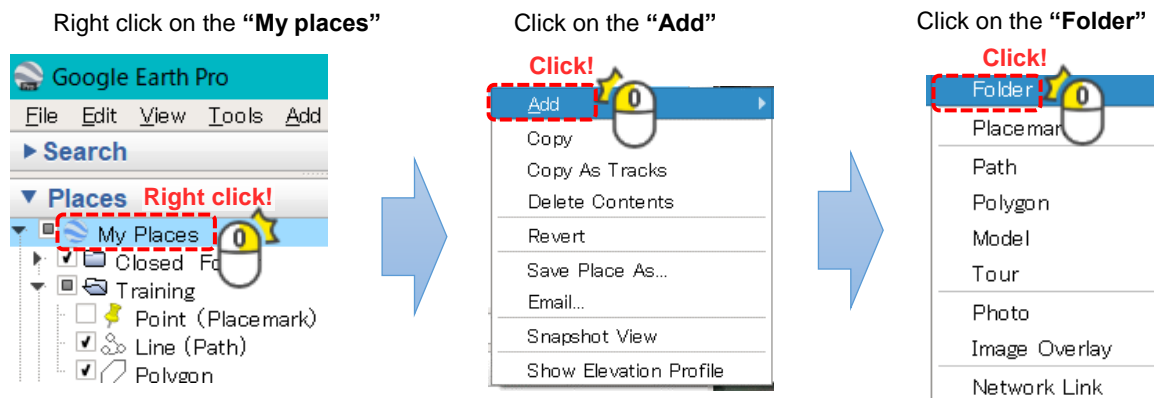 Right click on the “My places”
Click on the “Add”
Click on the “Folder”
Google Earth Pro
File Edit View Tools Add
Search
Places Right click!
My Places
Closed
Training
Point (Placemark)
Line (Path)
Polygon
Click!
Add
Copy
Copy As Tracks
Delete Contents
Revert
Save Place As...
Email...
Snapshot View
Show Elevation Profile
Click!
Folder
Placemar
Path
Polygon
Model
Tour
Photo
Image Overlay
Network Link